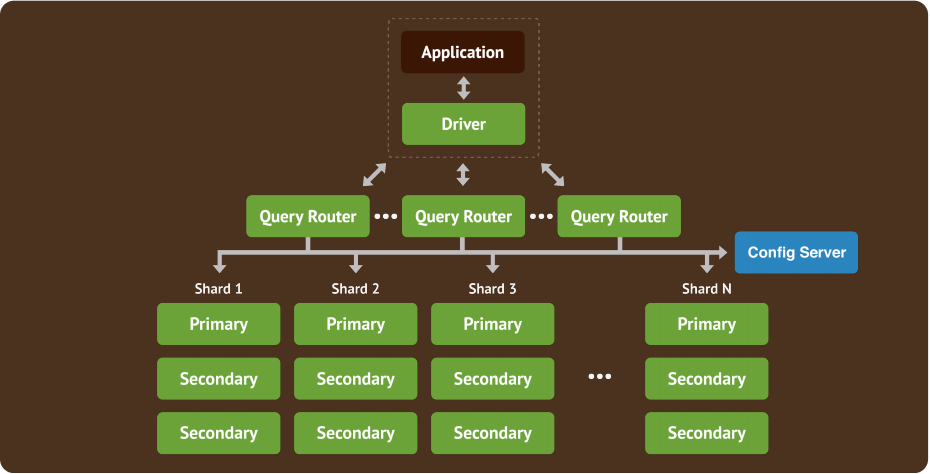 Application
Driver
Query Router ••• Query Router ••• Query Router
Config Server
Shard 1 Shard 2 Shard 3 Shard N
Primary Primary Primary Primary
Secondary Secondary Secondary ••• Secondary
Secondary Secondary Secondary Secondary